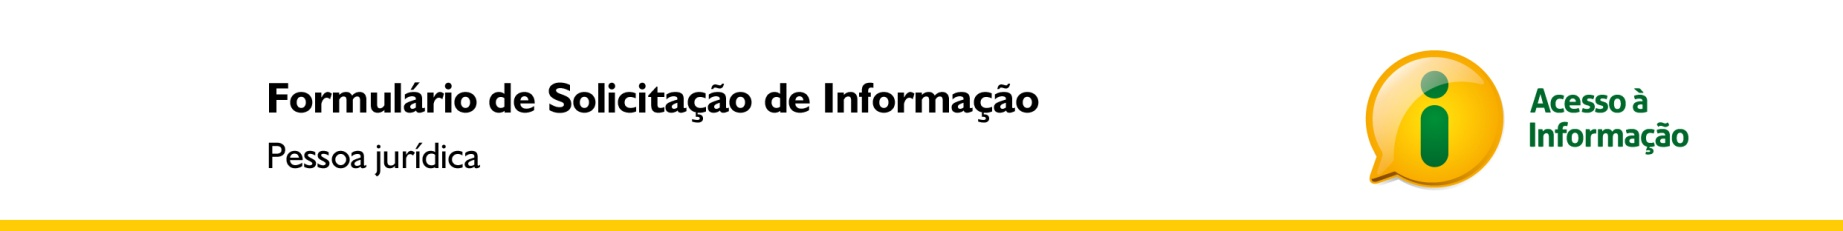 Formulário de Solicitação de Informação
Pessoa jurídica
Acesso à
Informação